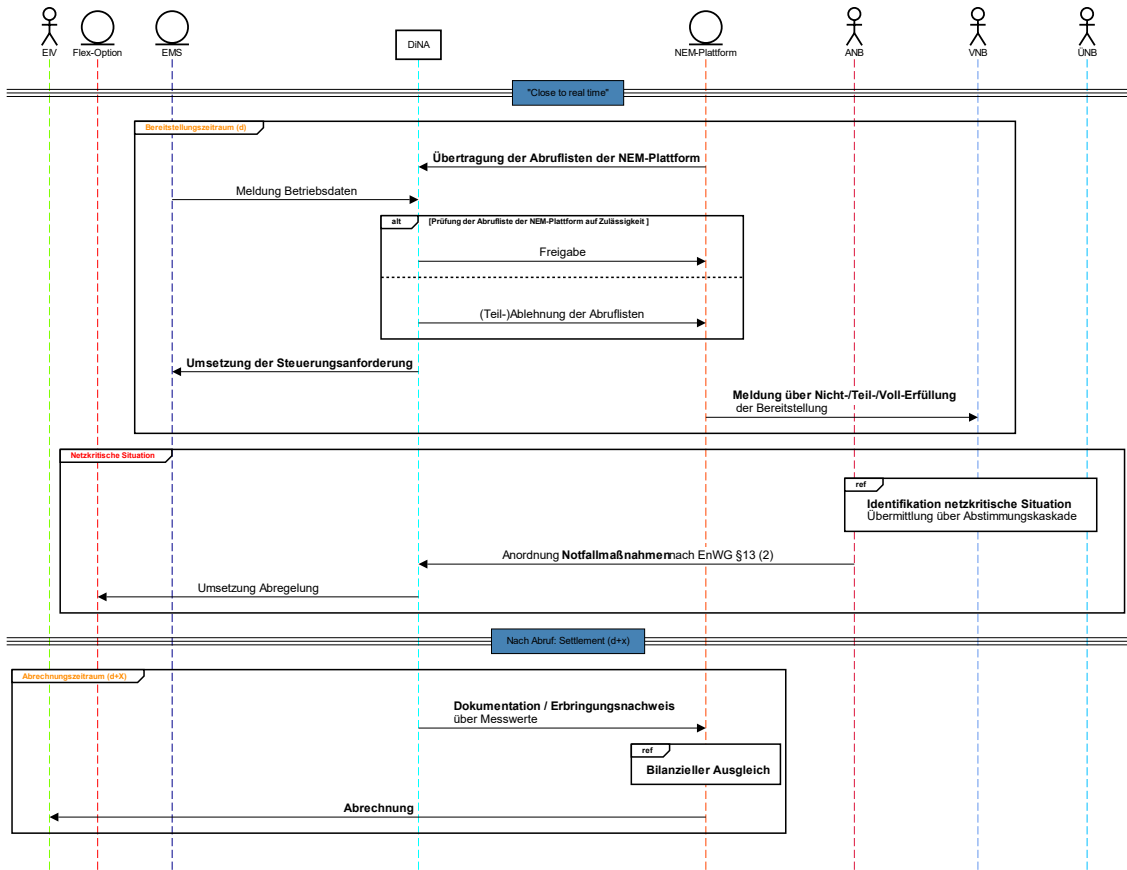 EIV
Flex-Option
EMS
DiNA
NEM-Plattform
ANB
VNB
ÜNB
"Close to real time"
Bereitstellungszeitraum (d)
Übertragung der Abruflisten der NEM-Plattform
Meldung Betriebsdaten
alt
[Prüfung der Abrufliste der NEM-Plattform auf Zulässigkeit ]
Freigabe
(Teil-)Ablehnung der Abruflisten
Umsetzung der Steuerungsanforderung
Meldung über Nicht-/Teil-/Voll-Erfüllung
der Bereitstellung
Netzkritische Situation
ref
Identifikation netzkritische Situation
Übermittlung über Abstimmungskaskade
Anordnung Notfallmaßnahmennach EnWG §13 (2)
Umsetzung Abregelung
Nach Abruf: Settlement (d+x)
Abrechnungszeitraum (d+X)
Dokumentation / Erbringungsnachweis
über Messwerte
ref
Bilanzieller Ausgleich
Abrechnung